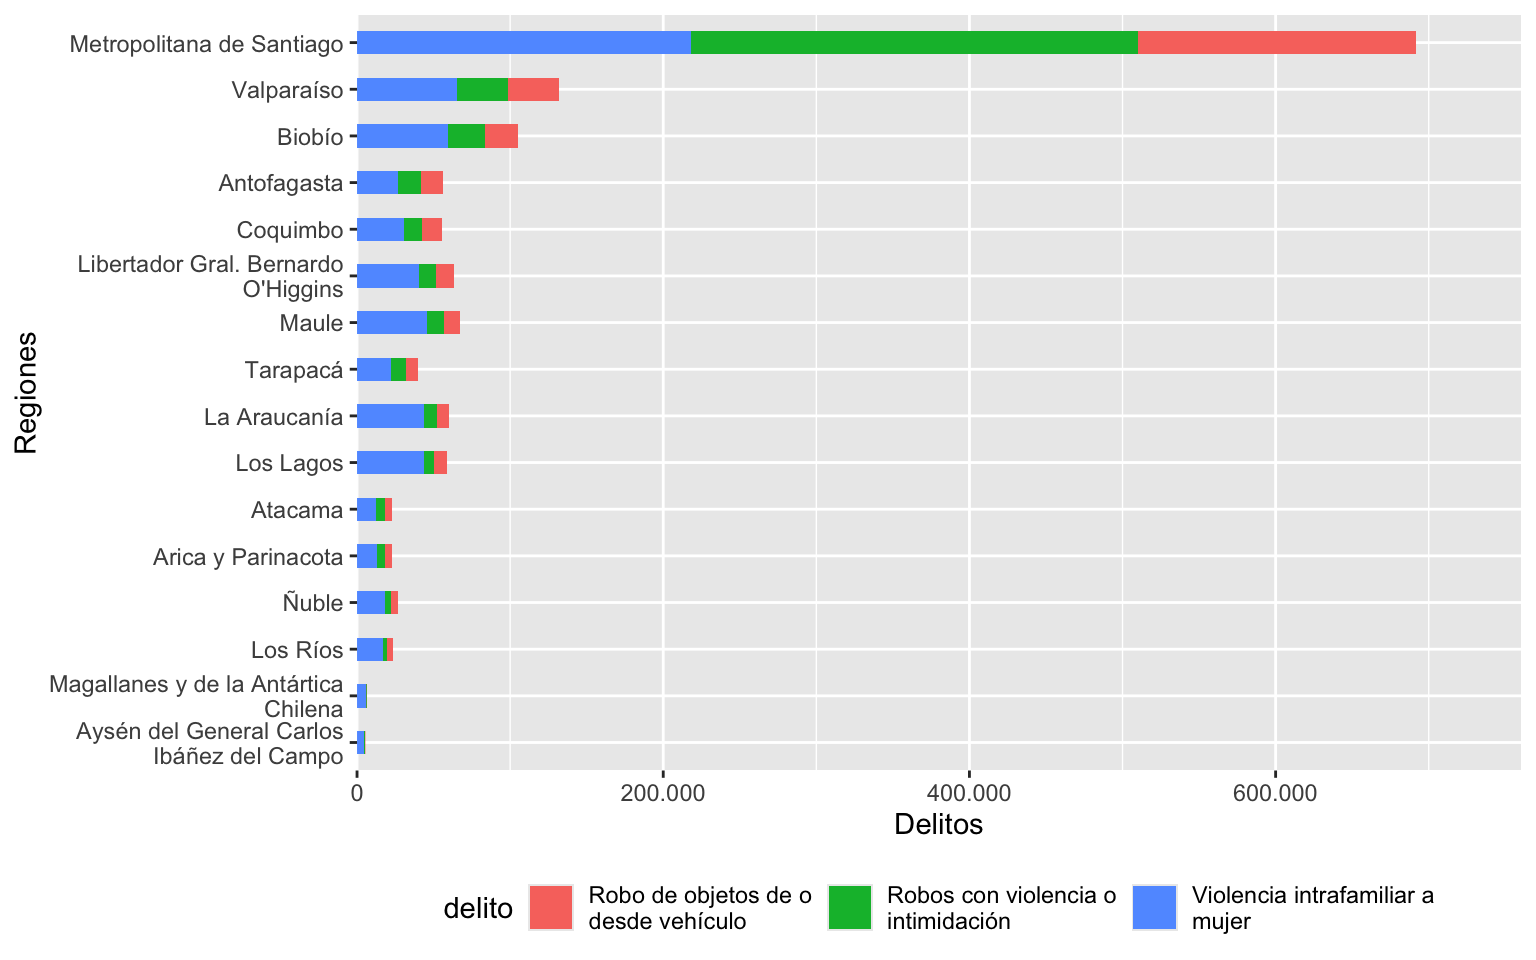 Metropolitana de Santiago
Valparaíso
Biobío
Antofagasta
Coquimbo
Libertador Gral. Bernardo
O'Higgins
Maule
Tarapacá
La Araucanía
Los Lagos
Atacama
Arica y Parinacota
Ñuble
Los Ríos
Magallanes y de la Antártica
Chilena
Aysén del General Carlos
Ibáñez del Campo
Regiones
0 200.000 400.000 600.000
Delitos
delito
Robo de objetos de o
desde vehículo
Robos con violencia o
intimidación
Violencia intrafamiliar a
mujer